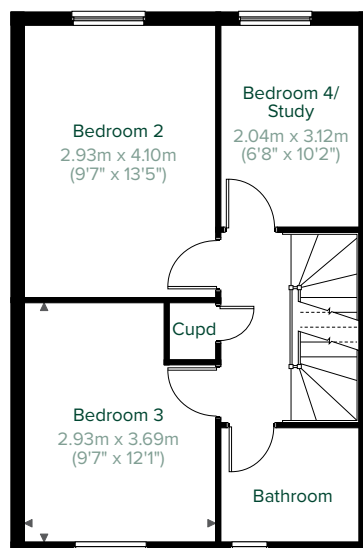 Bedroom 2
2.93m x 4.10m
(9'7" x 13'5")
Bedroom 4/
Study
2.04m x 3.12m
(6'8" x 10'2")
Cupd
Bedroom 3
2.93m x 3.69m
(9'7" x 12'1")
Bathroom